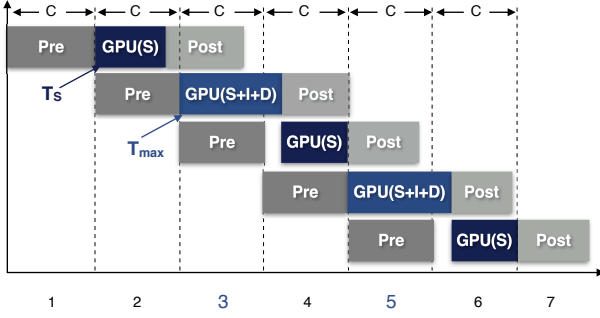 C C C C C C
Pre GPU(S) Post
Ts
Pre GPU(S+I+D) Post
Tmax
Pre GPU(S) Post
Pre GPU(S+I+D) Post
Pre GPU(S) Post
1 2 3 4 5 6 7